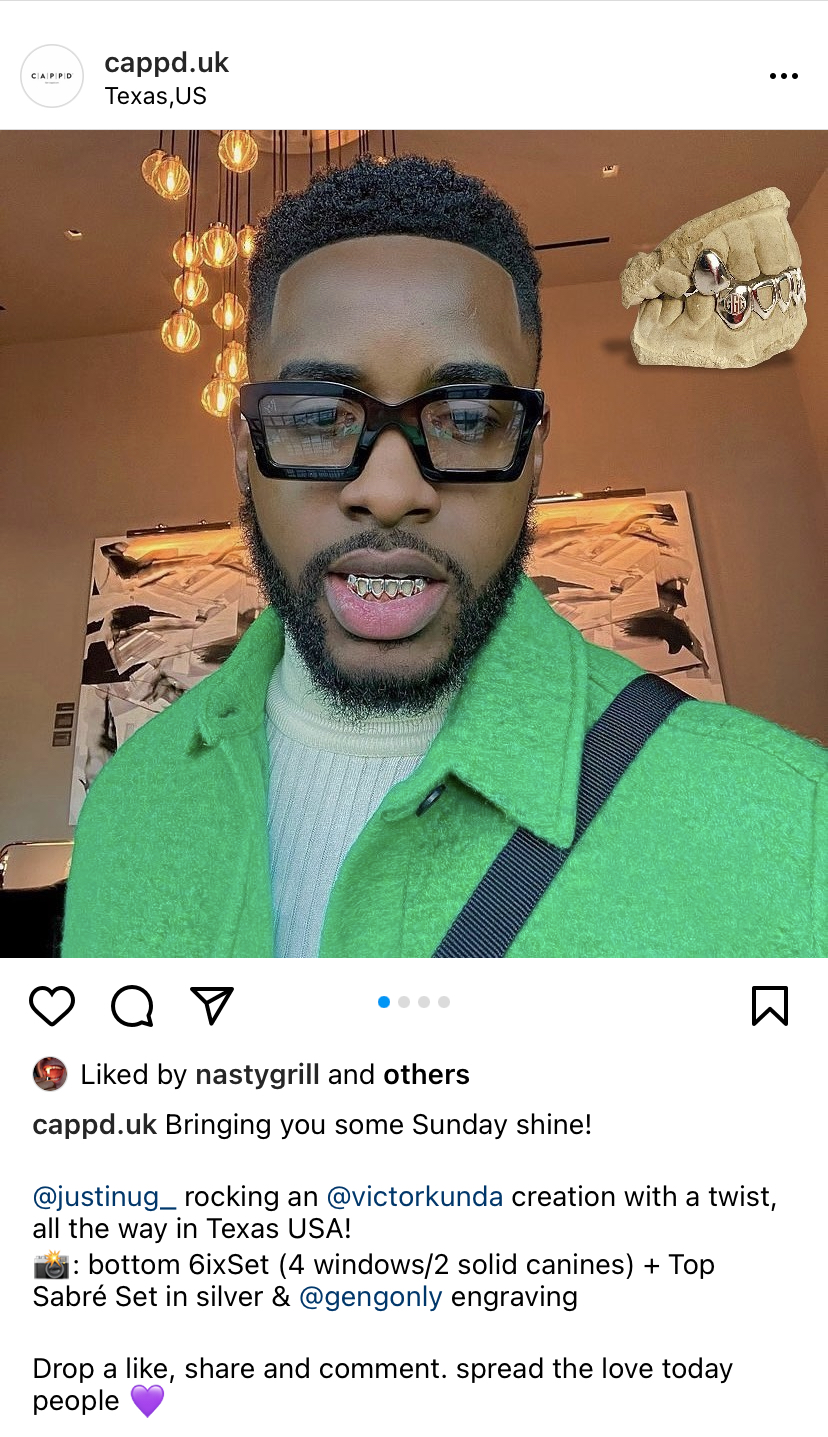 C|A|P|P|D
cappd.uk
Texas,US
Liked by nastygrill and others
cappd.uk Bringing you some Sunday shine!
@justinug_ rocking an @victorkunda creation with a twist,
all the way in Texas USA!
📸: bottom 6ixSet (4 windows/2 solid canines) + Top
Sabré Set in silver & @gengonly engraving
Drop a like, share and comment. spread the love today
people 💜